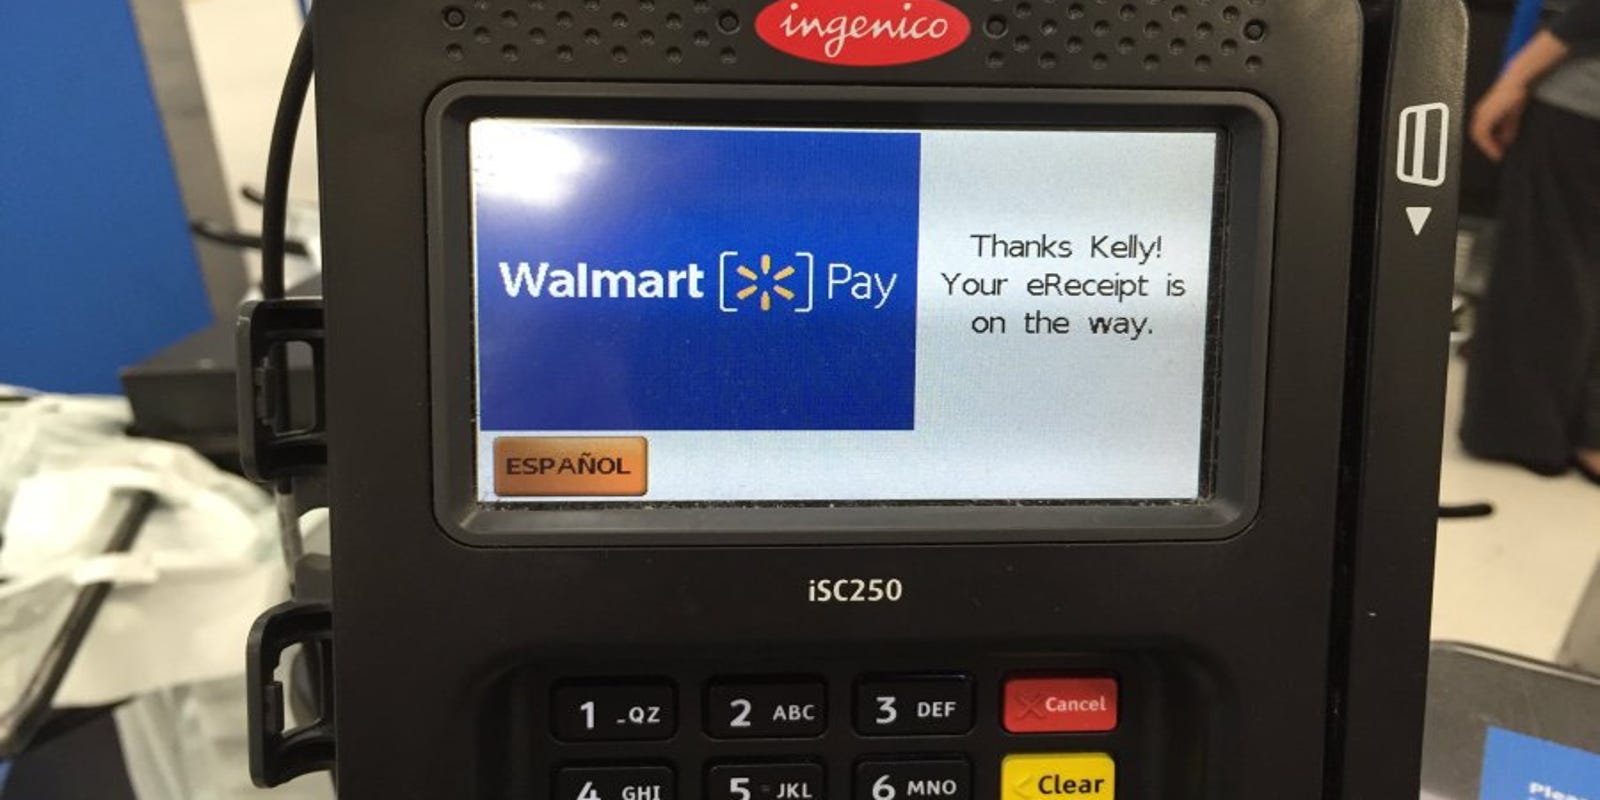 ingenico
Walmart Pay
Thanks Kelly!
Your eReceipt is
on the way.
ESPAÑOL
iSC250
1 -QZ 2 ABC 3 DEF Cancel
4 GHI 5 JKL 6 MNO Clear